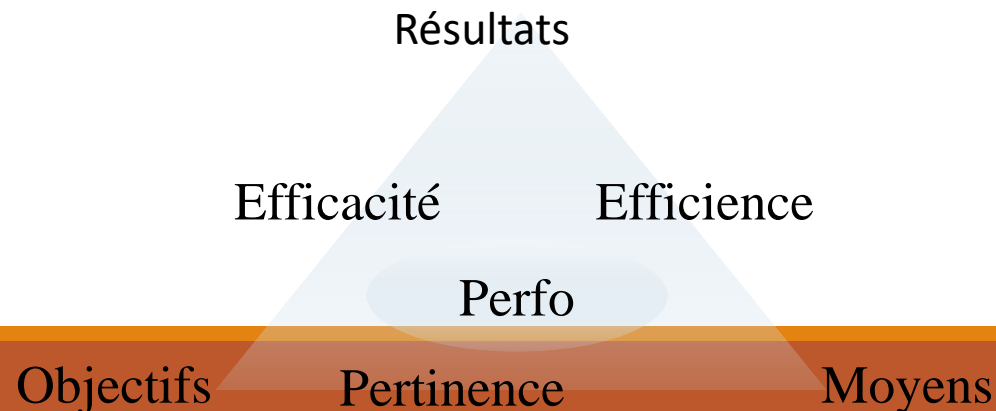 Résultats
Efficacité Efficience
Perfo
Objectifs Pertinence Moyens